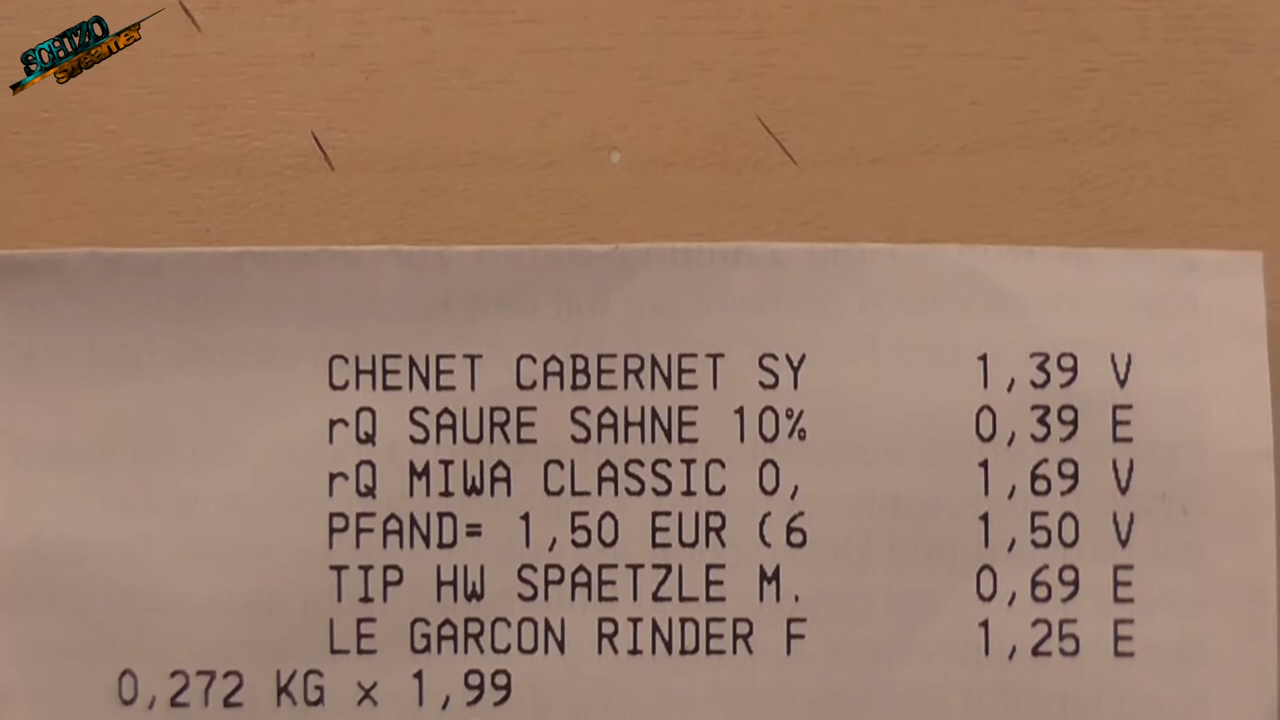 SCHIZO
streamer
CHENET CABERNET SY 1,39 V
rQ SAURE SAHNE 10% 0,39 E
rQ MIWA CLASSIC 0, 1,69 V
PFAND= 1,50 EUR (6 1,50 V
TIP HW SPAETZLE M. 0,69 E
LE GARCON RINDER F 1,25 E
0,272 KG x 1,99